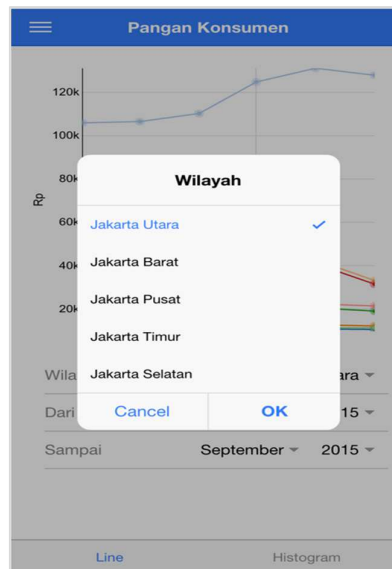 Pangan Konsumen
120k
100k
80k
60k
40k
20k
Rp
Wilayah
Jakarta Utara
Jakarta Barat
Jakarta Pusat
Jakarta Timur
Jakarta Selatan
Cancel OK
Wila ara
Dari 15
Sampai September 2015
Line Histogram